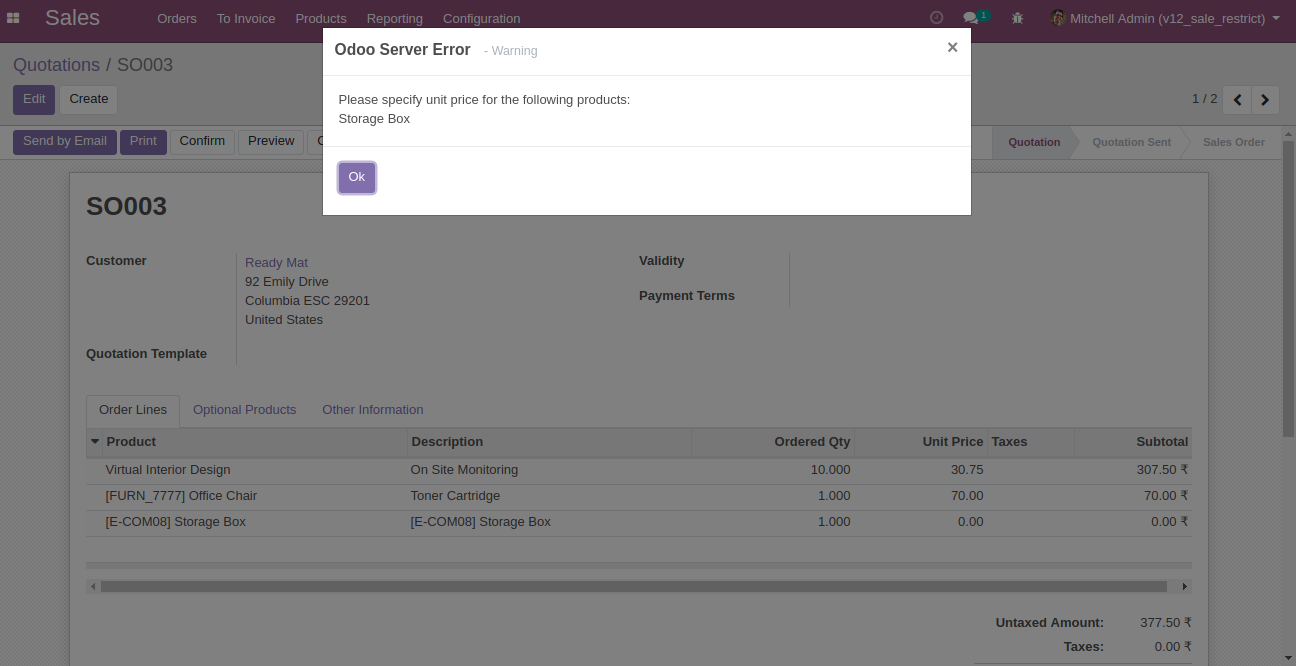 Sales Orders To Invoice Products Reporting Configuration 1 Mitchell Admin (v12_sale_restrict)
Odoo Server Error - Warning ×
Quotations / SO003
Please specify unit price for the following products:
Storage Box
Edit Create 1 / 2
Send by Email Print Confirm Preview Quotation Quotation Sent Sales Order
Ok
SO003
Customer Ready Mat Validity
92 Emily Drive
Columbia ESC 29201 Payment Terms
United States
Quotation Template
Order Lines Optional Products Other Information
Product Description Ordered Qty Unit Price Taxes Subtotal
Virtual Interior Design On Site Monitoring 10.000 30.75 307.50 ₹
[FURN_7777] Office Chair Toner Cartridge 1.000 70.00 70.00 ₹
[E-COM08] Storage Box [E-COM08] Storage Box 1.000 0.00 0.00 ₹
Untaxed Amount: 377.50 ₹
Taxes: 0.00 ₹